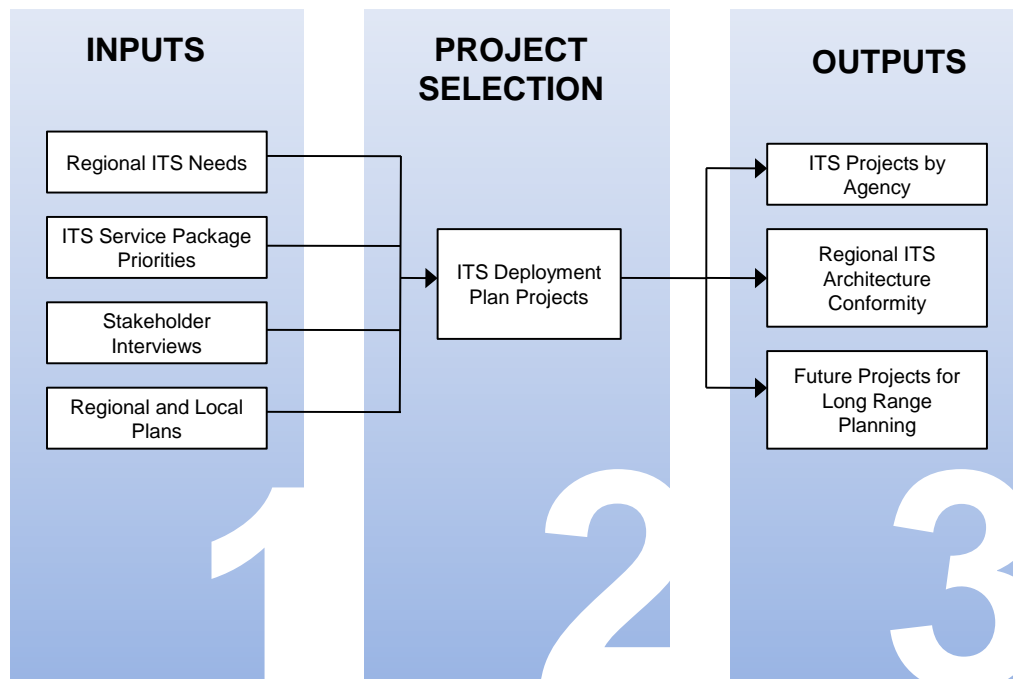 INPUTS
Regional ITS Needs
ITS Service Package
Priorities
Stakeholder
Interviews
Regional and Local
Plans
1
PROJECT
SELECTION
ITS Deployment
Plan Projects
2
OUTPUTS
ITS Projects by
Agency
Regional ITS
Architecture
Conformity
Future Projects for
Long Range
Planning
3